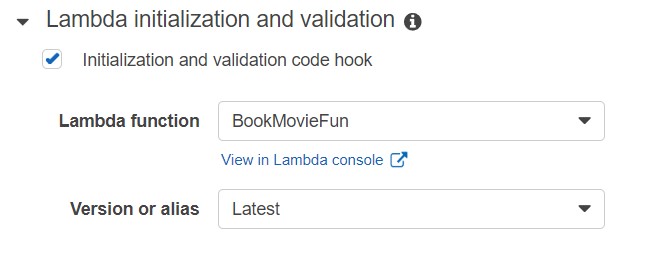 Lambda initialization and validation
Initialization and validation code hook
Lambda function BookMovieFun
View in Lambda console
Version or alias Latest